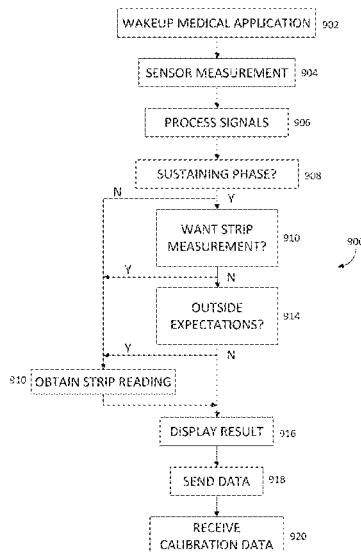 WAKEUP MEDICAL APPLICATION 902
SENSOR MEASUREMENT 904
PROCESS SIGNALS 906
SUSTAINING PHASE? 908
N Y
WANT STRIP
MEASUREMENT? 910
900
Y N
OUTSIDE
EXPECTATIONS? 914
Y N
910 OBTAIN STRIP READING
DISPLAY RESULT 916
SEND DATA 918
RECEIVE
CALIBRATION DATA 920